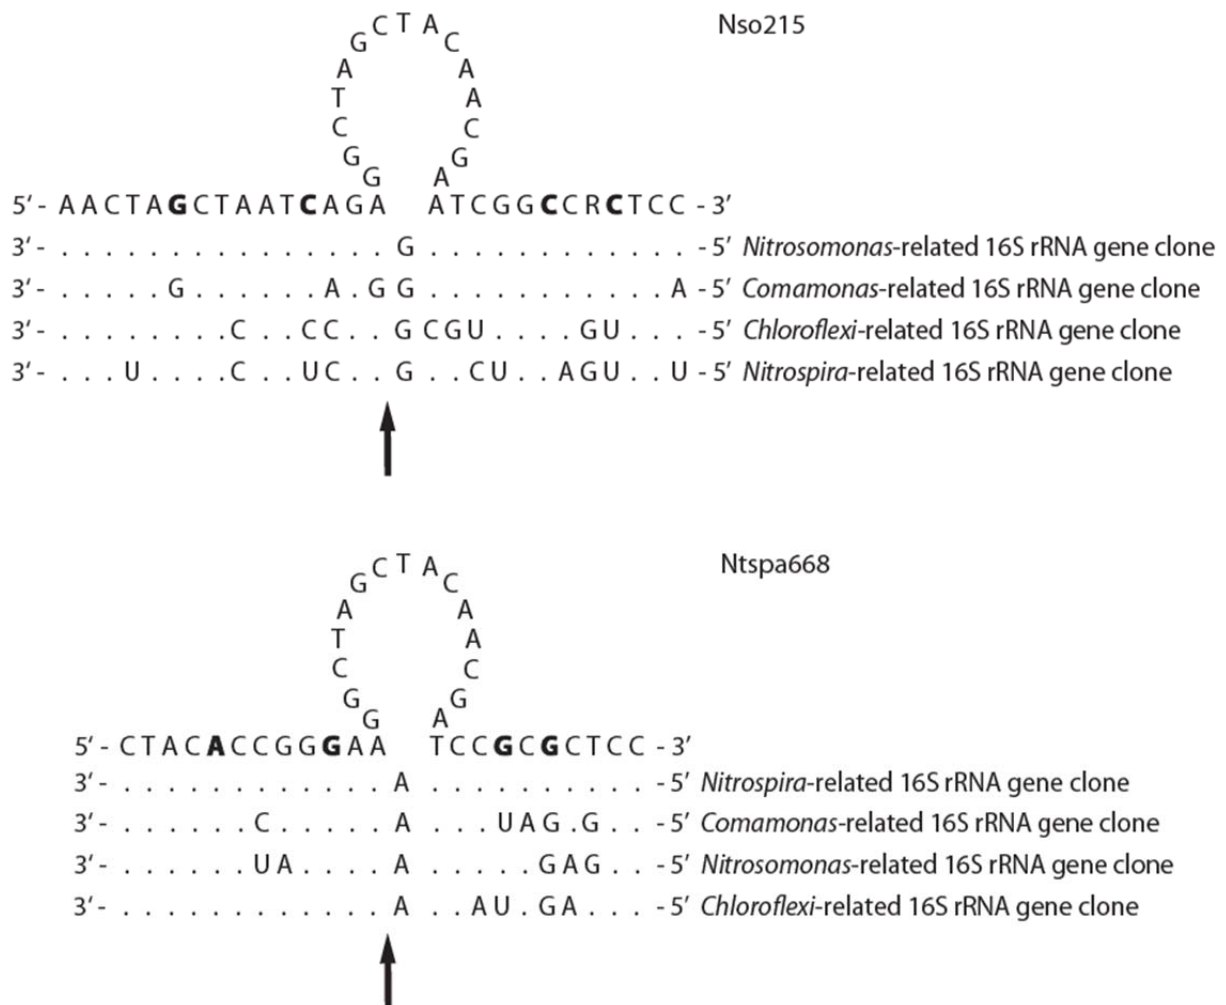 Nso215
G G C T A G C T A C A A C G A
5′- A A C T A G C T A A T C A G A A T C G G C C R C T C C - 3′
3′- . . . . . . . . . . . . . . . G . . . . . . . . . . . . - 5′ Nitrosomonas-related 16S rRNA gene clone
3′- . . . . . G . . . . . . A . G G . . . . . . . . . . . A - 5′ Comamonas-related 16S rRNA gene clone
3′- . . . . . . . . C . . C C . . G C G U . . . . G U . . . - 5′ Chloroflexi-related 16S rRNA gene clone
3′- . . . U . . . . C . . U C . . G . . C U . . A G U . . U - 5′ Nitrospira-related 16S rRNA gene clone
Ntspa668
G G C T A G C T A C A A C G A
5′- C T A C A C C G G G A A T C C G C G C T C C - 3′
3′- . . . . . . . . . . . . A . . . . . . . . . . - 5′ Nitrospira-related 16S rRNA gene clone
3′- . . . . . . C . . . . . A . . . U A G . G . . - 5′ Comamonas-related 16S rRNA gene clone
3′- . . . . . . U A . . . . A . . . . . G A G . . - 5′ Nitrosomonas-related 16S rRNA gene clone
3′- . . . . . . . . . . . . A . . A U . G A . . . - 5′ Chloroflexi-related 16S rRNA gene clone